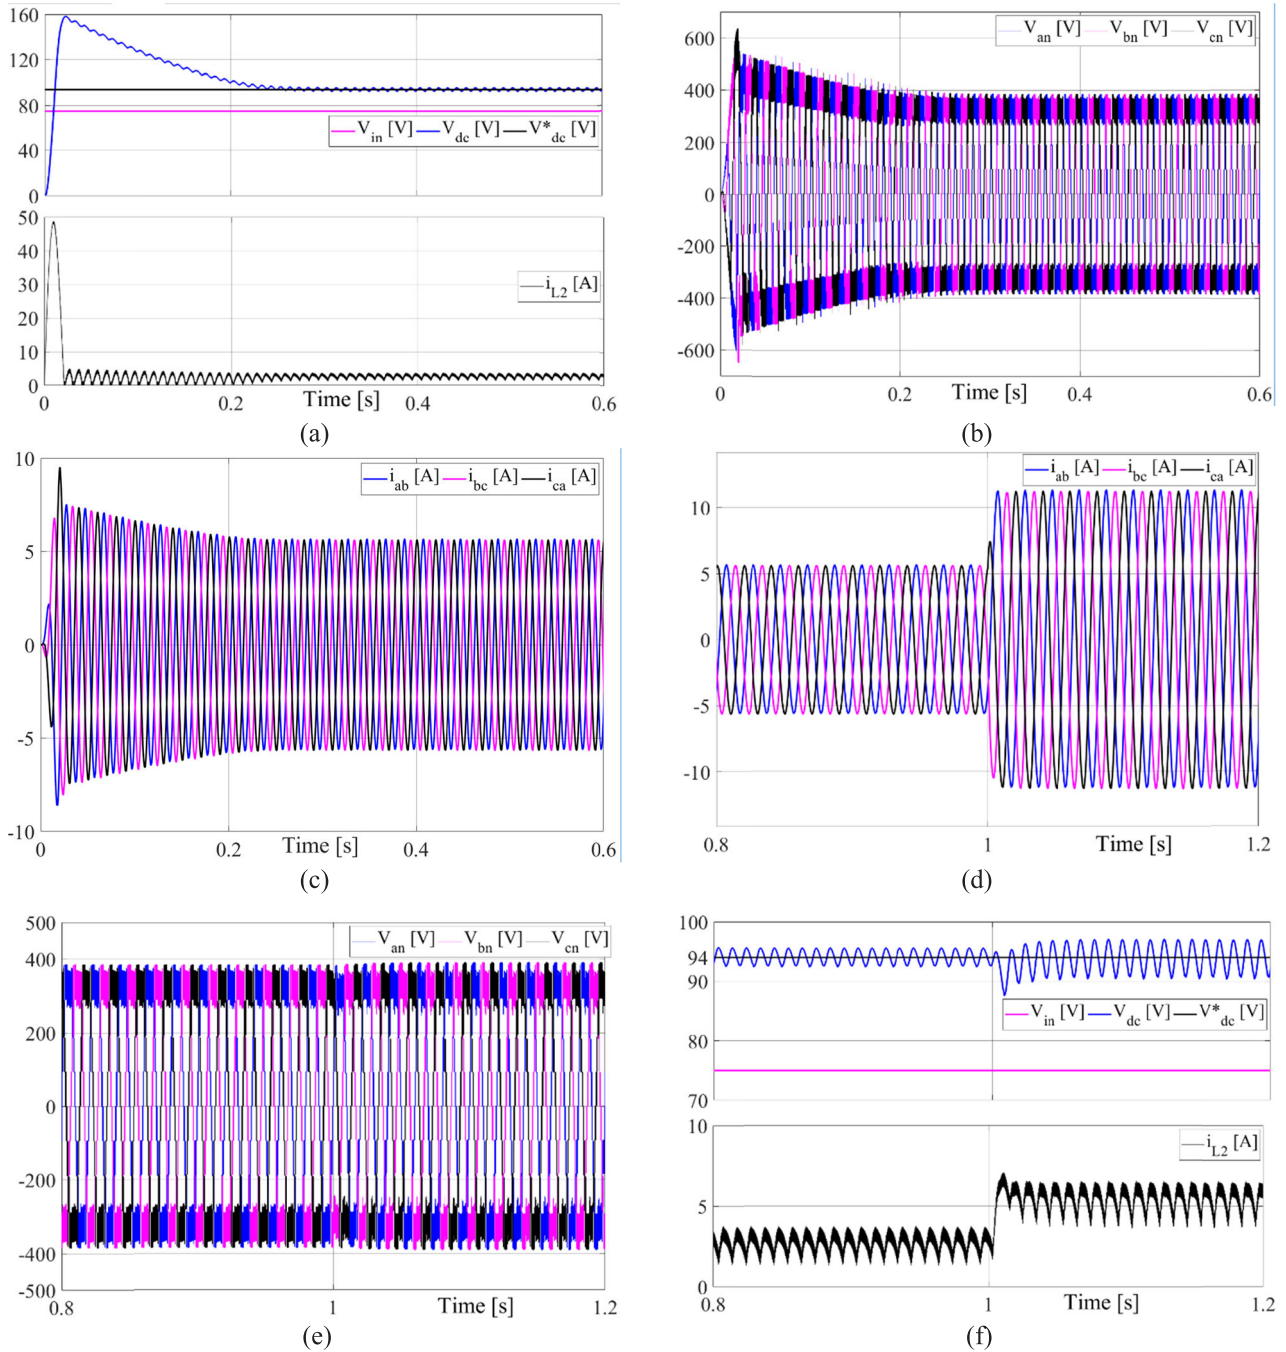 160
120
80
40
0
V_in [V] V_dc [V] V*_dc [V]
50
40
30
20
10
0
i_L2 [A]
0 0.2 0.4 0.6
Time [s]
(a)
600
400
200
0
-200
-400
-600
V_an [V] V_bn [V] V_cn [V]
0 0.2 0.4 0.6
Time [s]
(b)
10
5
0
-5
-10
i_ab [A] i_bc [A] i_ca [A]
0 0.2 0.4 0.6
Time [s]
(c)
10
5
0
-5
-10
i_ab [A] i_bc [A] i_ca [A]
0.8 1 1.2
Time [s]
(d)
500
400
200
0
-200
-400
-500
V_an [V] V_bn [V] V_cn [V]
0.8 1 1.2
Time [s]
(e)
100
94
90
80
70
V_in [V] V_dc [V] V*_dc [V]
10
5
0
i_L2 [A]
0.8 1 1.2
Time [s]
(f)